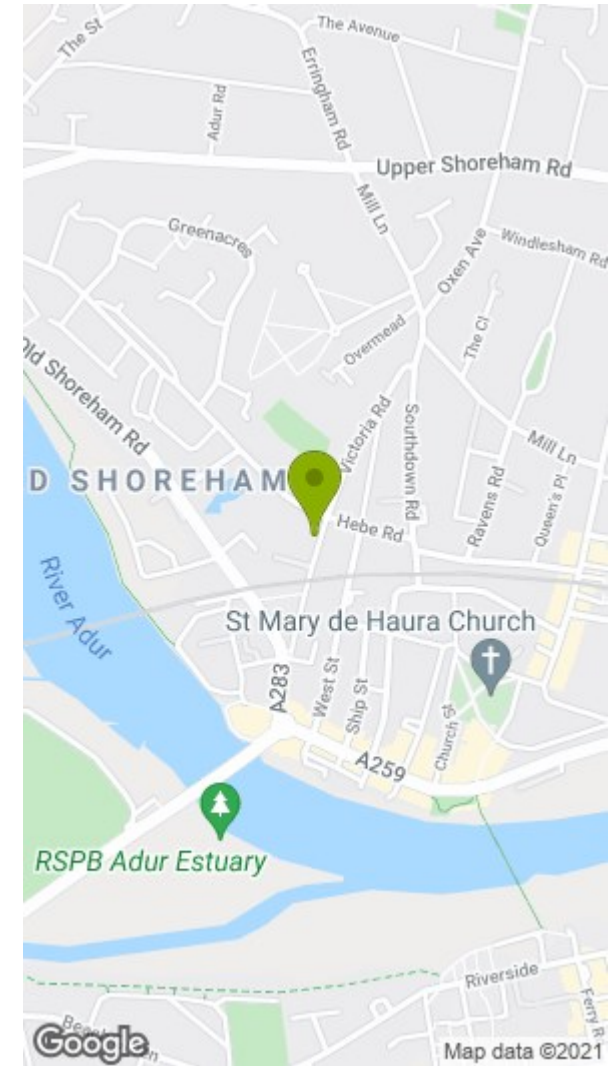 The St
The Avenue
Erringham Rd
Adur Rd
Upper Shoreham Rd
Mill Ln
Greenacres
Oxen Ave
Windlesham Rd
Overmead
The Cl
Old Shoreham Rd
Victoria Rd
Southdown Rd
Mill Ln
D SHOREHAM
Ravens Rd
Queen's Pl
Hebe Rd
River Adur
St Mary de Haura Church
A283
West St
Ship St
Church St
A259
RSPB Adur Estuary
Riverside
Ferry R
Google
Map data ©2021